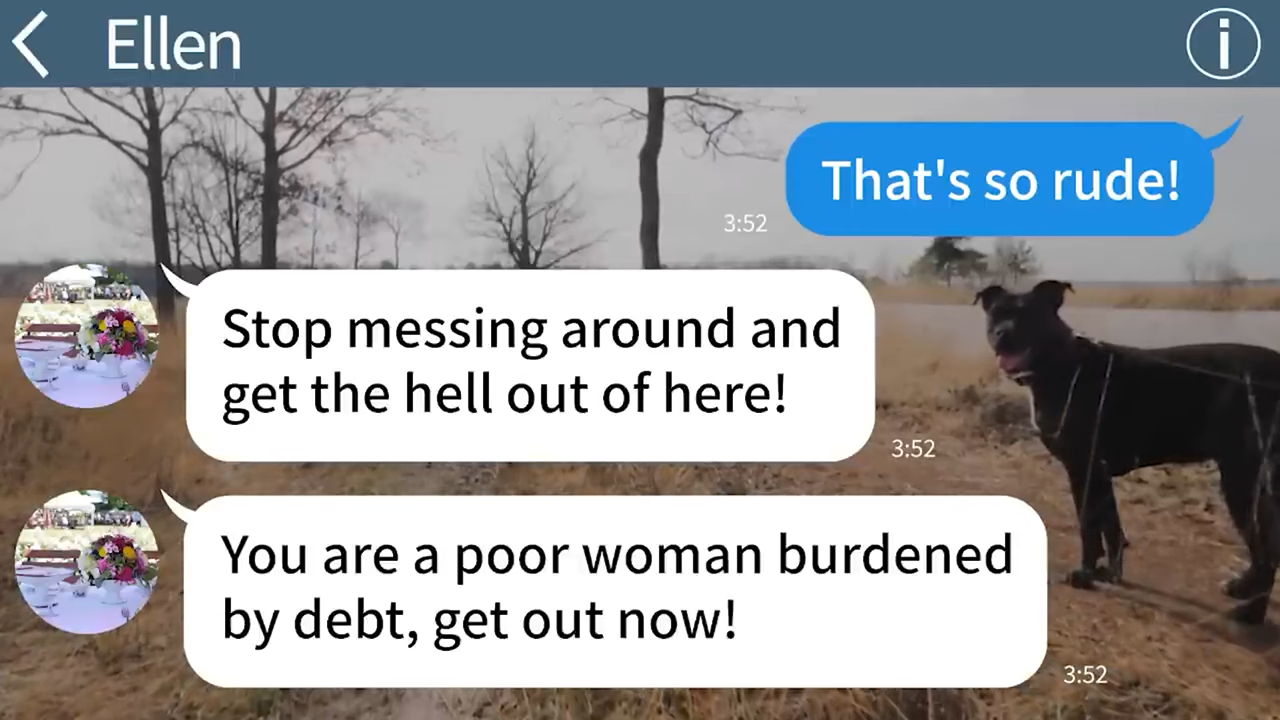 Ellen
i
That's so rude!
3:52
Stop messing around and
get the hell out of here!
3:52
You are a poor woman burdened
by debt, get out now!
3:52